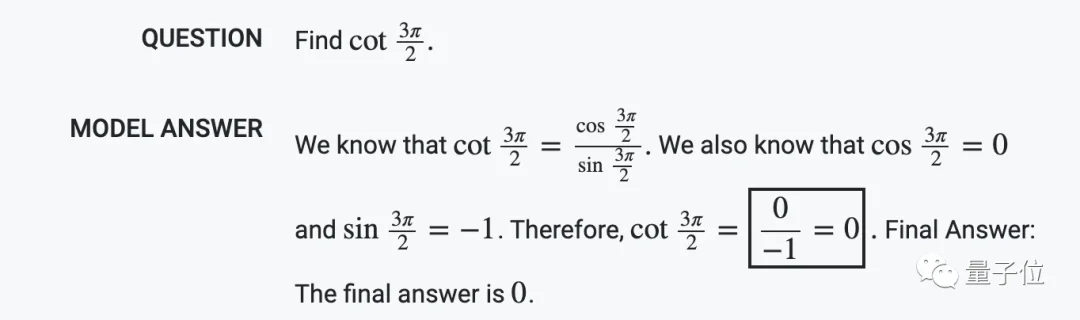 QUESTION Find cot 3π/2.
MODEL ANSWER We know that cot 3π/2 = cos 3π/2 / sin 3π/2. We also know that cos 3π/2 = 0
and sin 3π/2 = −1. Therefore, cot 3π/2 = 0/−1 = 0. Final Answer:
The final answer is 0.
量子位